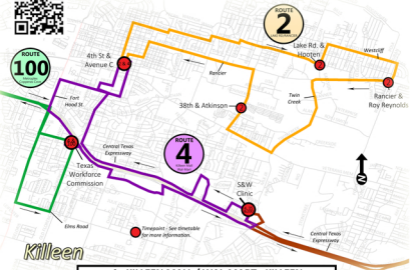 ROUTE
2
Lake Rd. &
Hooten
Westcliff
4th St &
Avenue C
ROUTE
100
Rancier
Fort
Hood St
38th & Atkinson
Twin
Creek
Rancier &
Roy Reynolds
ROUTE
4
Central Texas
Expressway
Texas
Workforce
Commission
S&W
Clinic
Elms Road
Timepoint - See timetable
for more information.
Central Texas
Expressway
N
Killeen